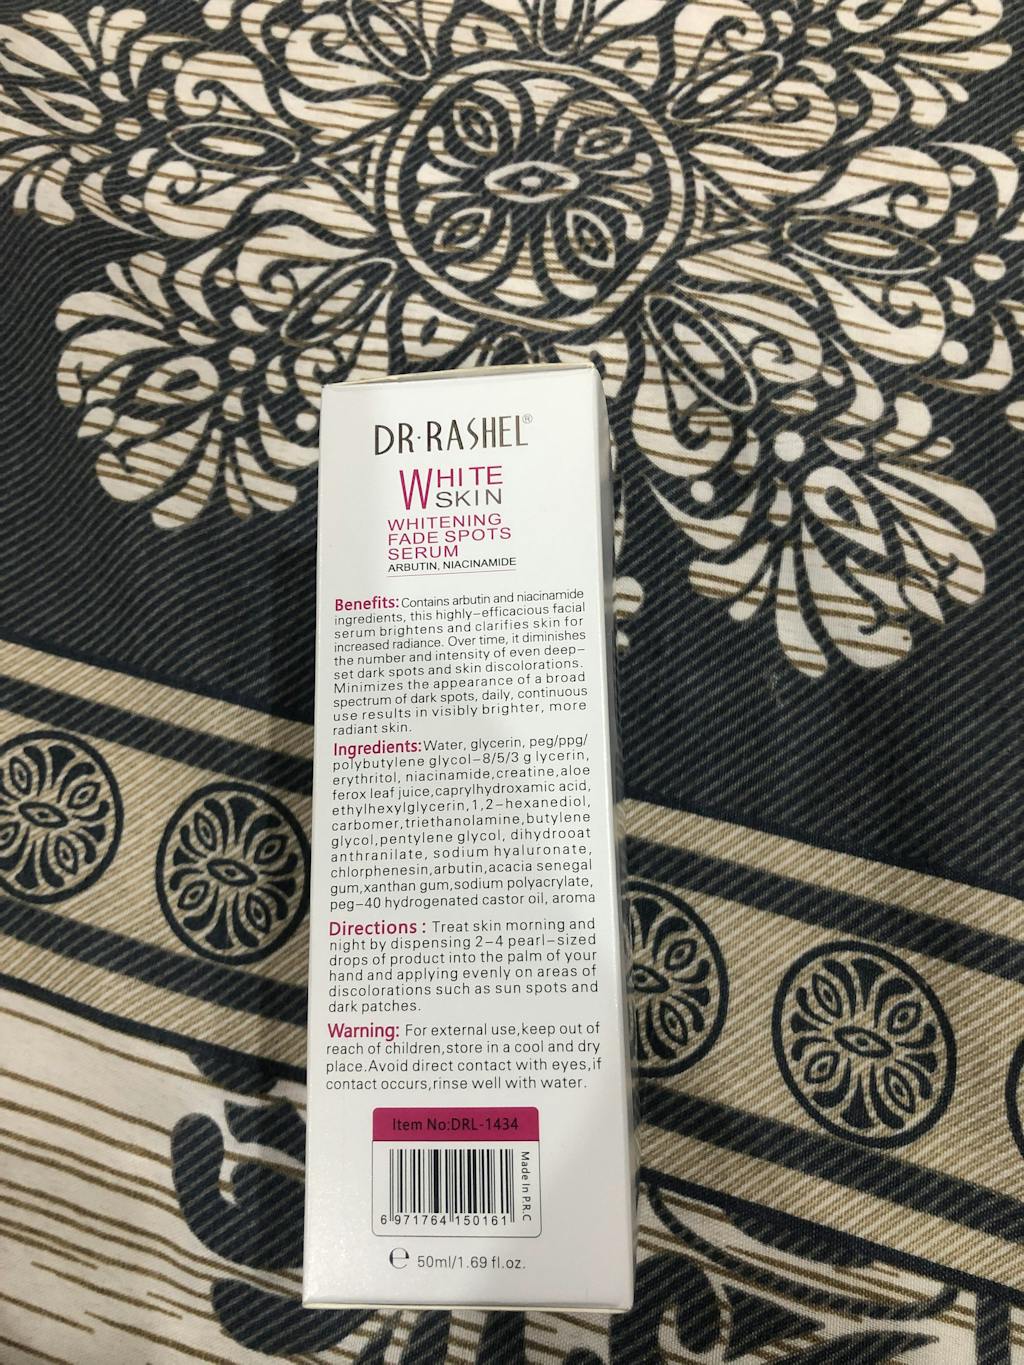 DR·RASHEL®
WHITE
SKIN
WHITENING
FADE SPOTS
SERUM
ARBUTIN, NIACINAMIDE
Benefits: Contains arbutin and niacinamide
ingredients, this highly-efficacious facial
serum brightens and clarifies skin for
increased radiance. Over time, it diminishes
the number and intensity of even deep-
set dark spots and skin discolorations.
Minimizes the appearance of a broad
spectrum of dark spots, daily, continuous
use results in visibly brighter, more
radiant skin.
Ingredients: Water, glycerin, peg/ppg/
polybutylene glycol-8/5/3 g lycerin,
erythritol, niacinamide,creatine,aloe
ferox leaf juice,caprylhydroxamic acid,
ethylhexylglycerin,1,2-hexanediol,
carbomer,triethanolamine,butylene
glycol,pentylene glycol, dihydrooat
anthranilate, sodium hyaluronate,
chlorphenesin,arbutin,acacia senegal
gum,xanthan gum,sodium polyacrylate,
peg-40 hydrogenated castor oil, aroma
Directions : Treat skin morning and
night by dispensing 2-4 pearl-sized
drops of product into the palm of your
hand and applying evenly on areas of
discolorations such as sun spots and
dark patches.
Warning: For external use,keep out of
reach of children,store in a cool and dry
place.Avoid direct contact with eyes,if
contact occurs,rinse well with water.
Item No:DRL-1434
Made In P.R.C
6 971764 150161
e 50ml/1.69 fl.oz.